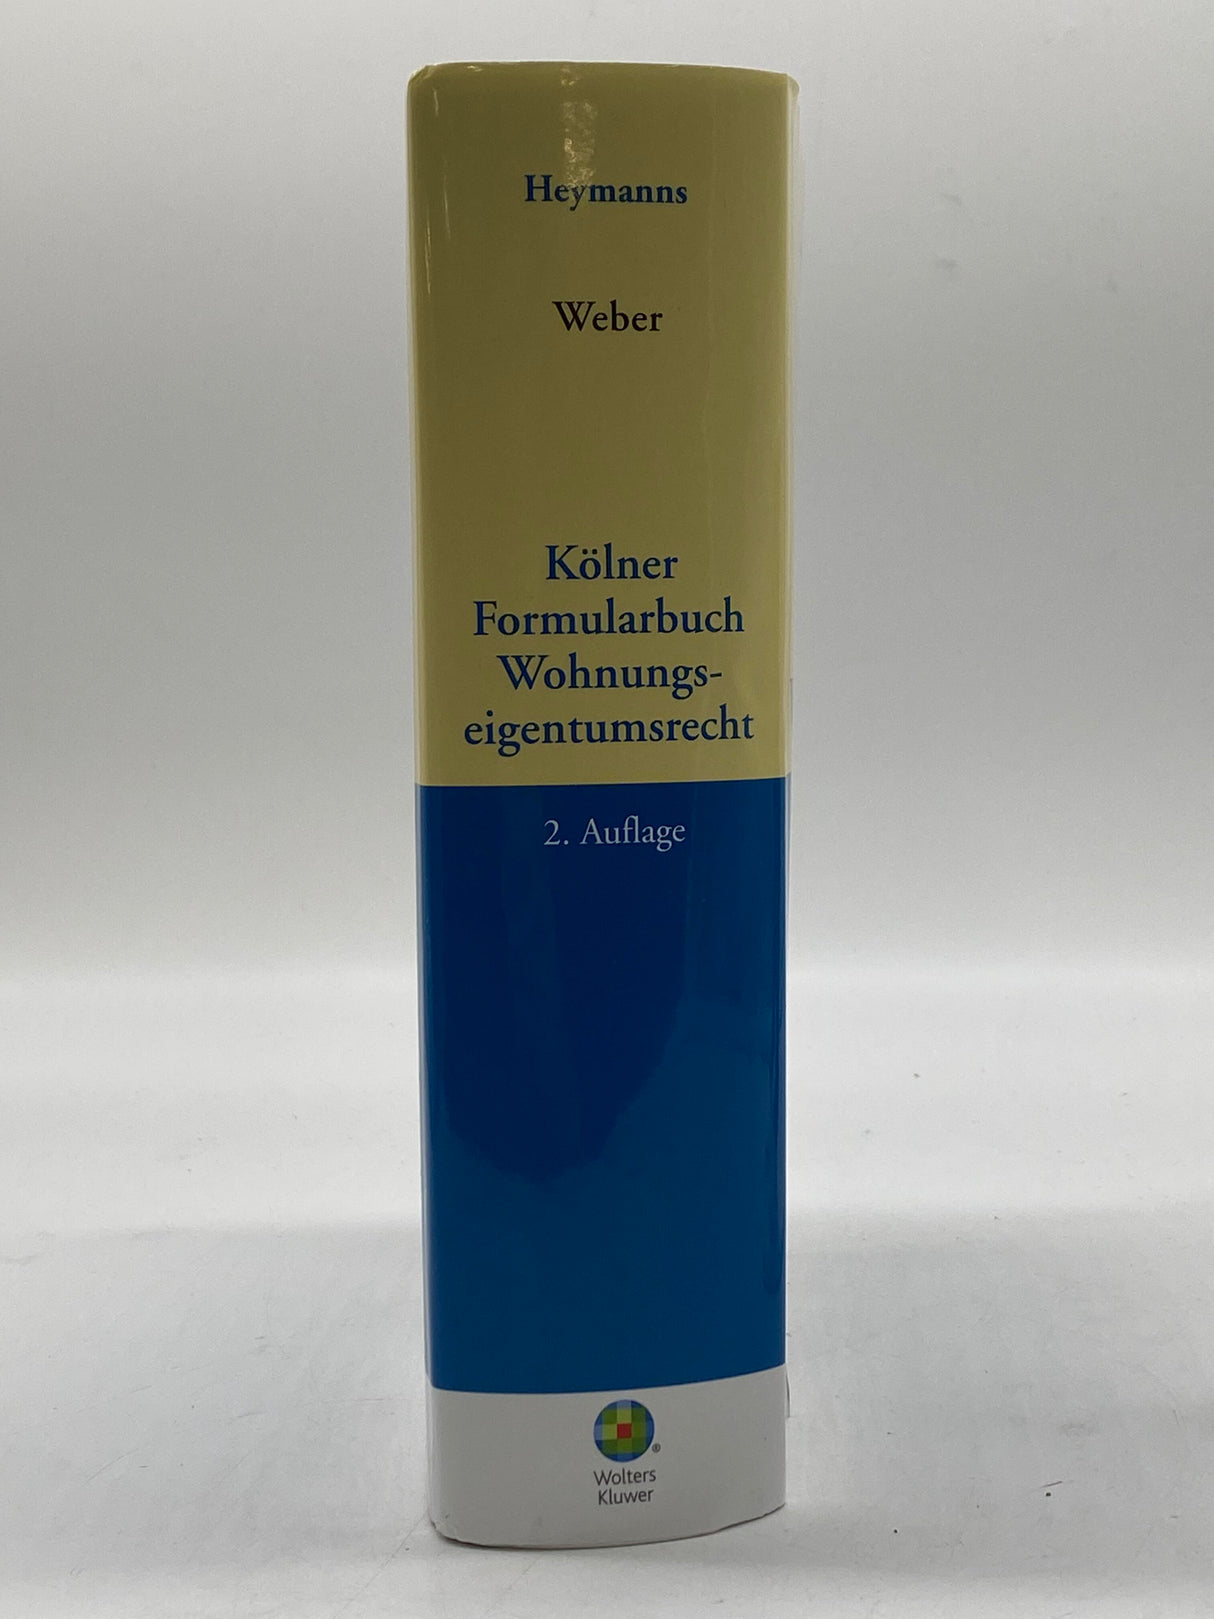 Heymanns
Weber
Kölner
Formularbuch
Wohnungs-
eigentumsrecht
2. Auflage
®
Wolters
Kluwer